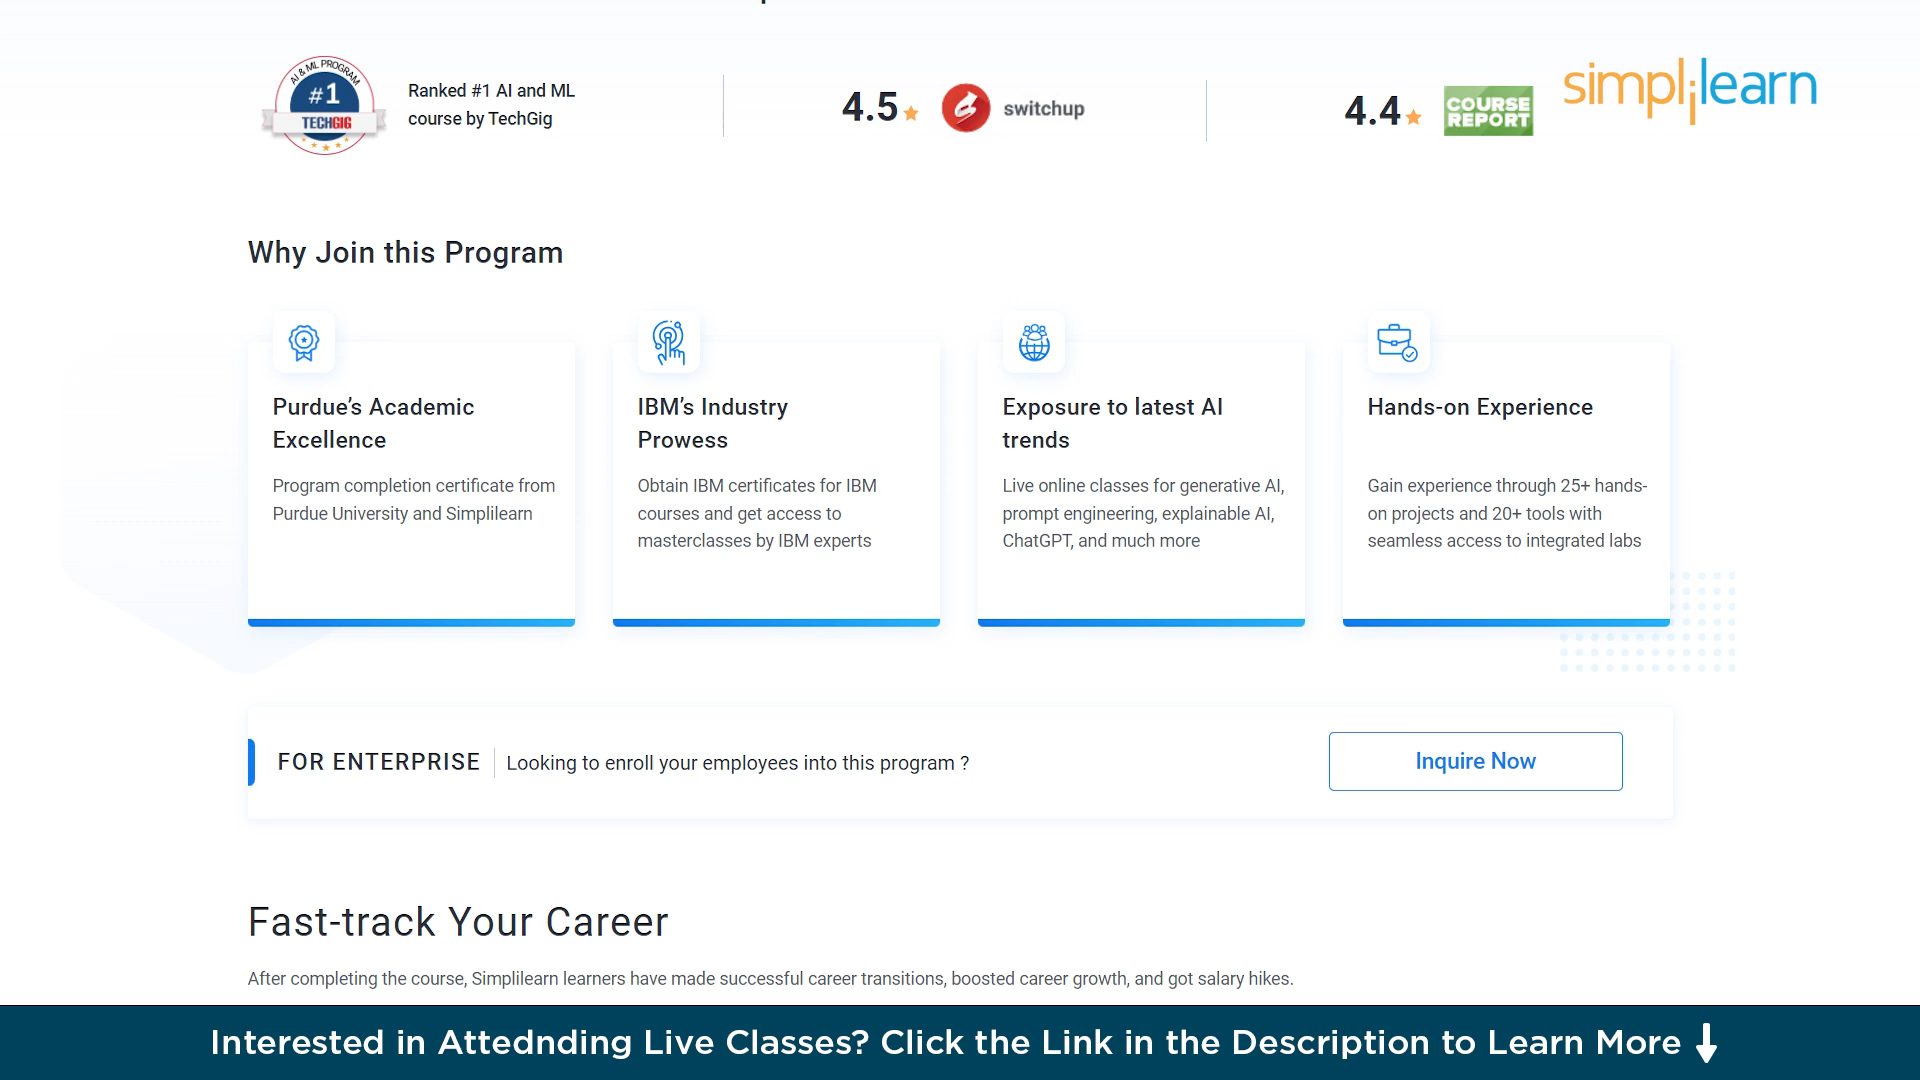 AI & ML PROGRAM
#1
TECHGIG
Ranked #1 AI and ML
course by TechGig
4.5
switchup
4.4
COURSE
REPORT
simplilearn
Why Join this Program
Purdue’s Academic
Excellence
Program completion certificate from
Purdue University and Simplilearn
IBM’s Industry
Prowess
Obtain IBM certificates for IBM
courses and get access to
masterclasses by IBM experts
Exposure to latest AI
trends
Live online classes for generative AI,
prompt engineering, explainable AI,
ChatGPT, and much more
Hands-on Experience
Gain experience through 25+ hands-
on projects and 20+ tools with
seamless access to integrated labs
FOR ENTERPRISE
Looking to enroll your employees into this program ?
Inquire Now
Fast-track Your Career
After completing the course, Simplilearn learners have made successful career transitions, boosted career growth, and got salary hikes.
Interested in Attednding Live Classes? Click the Link in the Description to Learn More